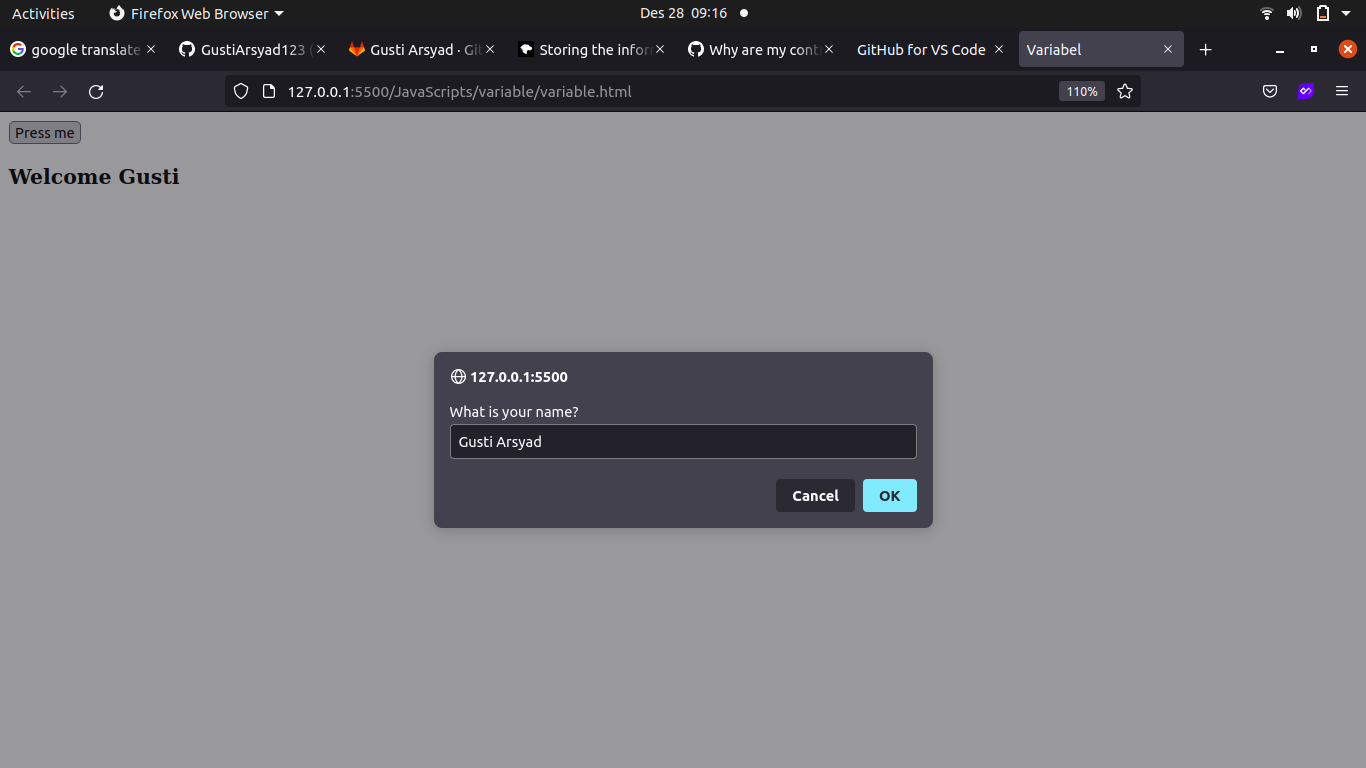 Activities Firefox Web Browser Des 28 09:16
google translate GustiArsyad123 ( Gusti Arsyad · Git Storing the infor Why are my cont GitHub for VS Code Variabel
127.0.0.1:5500/JavaScripts/variable/variable.html 110%
Press me
Welcome Gusti
127.0.0.1:5500
What is your name?
Gusti Arsyad
Cancel OK